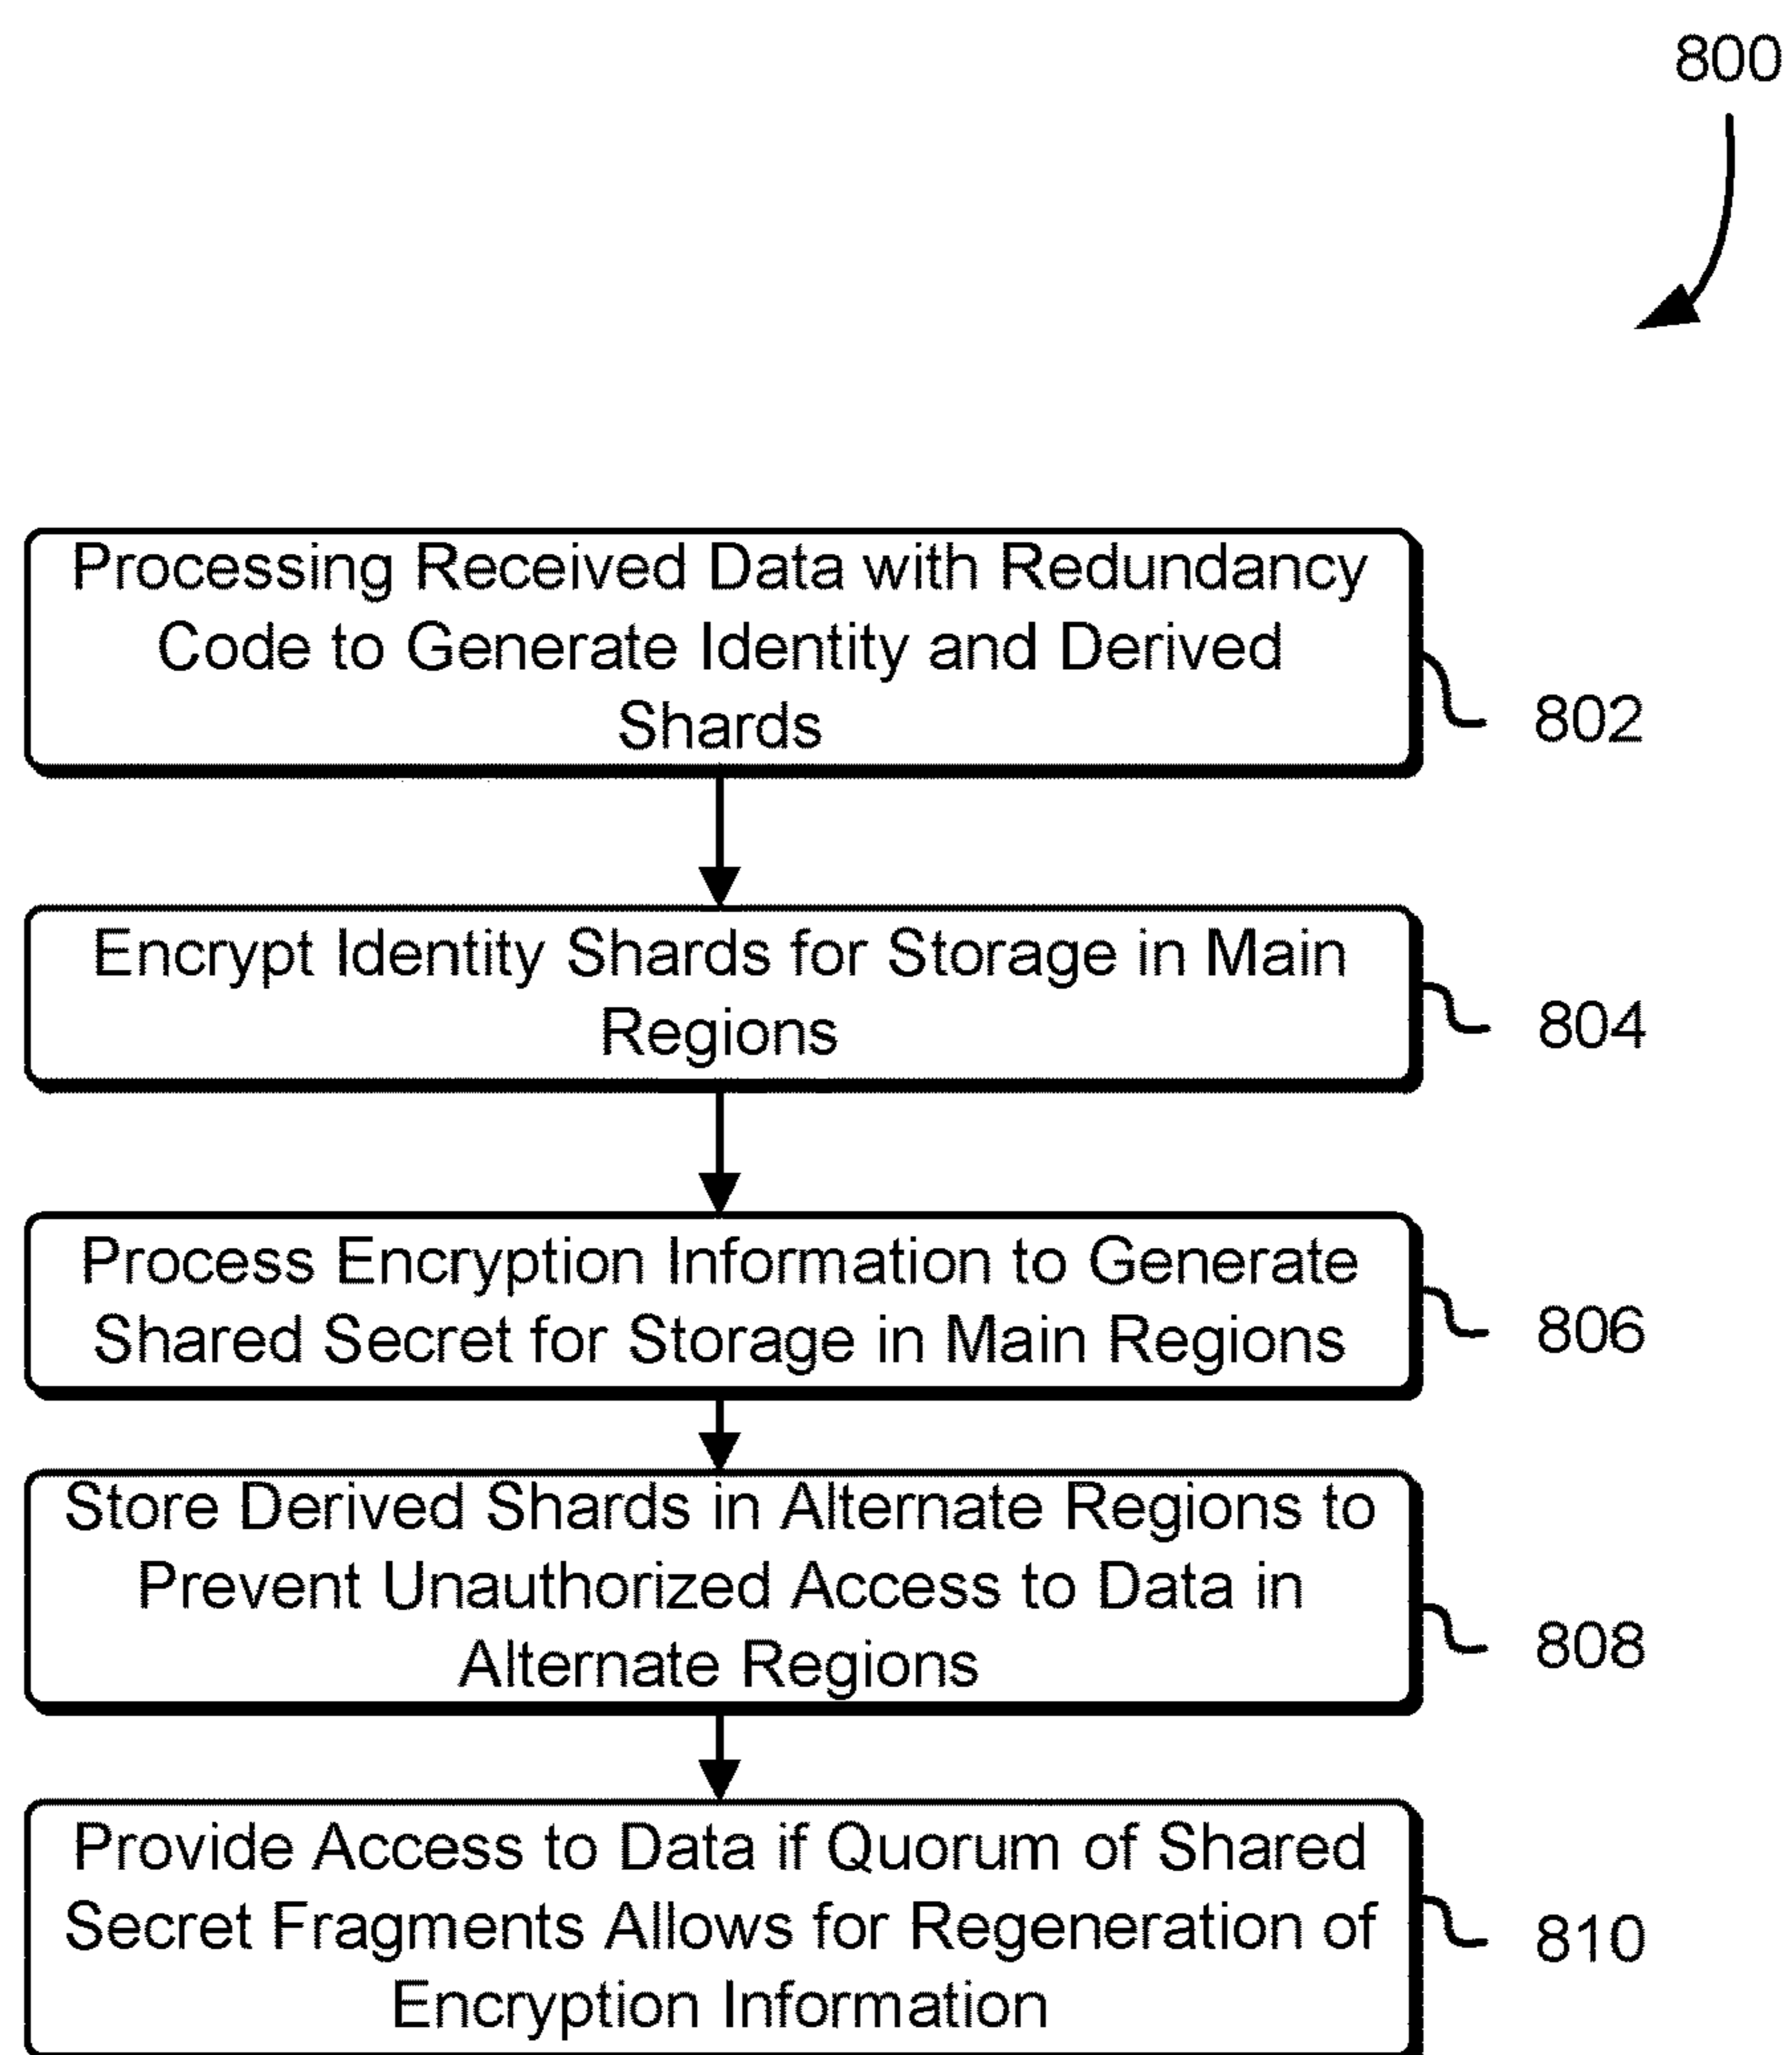 800
Processing Received Data with Redundancy
Code to Generate Identity and Derived
Shards
802
Encrypt Identity Shards for Storage in Main
Regions
804
Process Encryption Information to Generate
Shared Secret for Storage in Main Regions
806
Store Derived Shards in Alternate Regions to
Prevent Unauthorized Access to Data in
Alternate Regions
808
Provide Access to Data if Quorum of Shared
Secret Fragments Allows for Regeneration of
Encryption Information
810